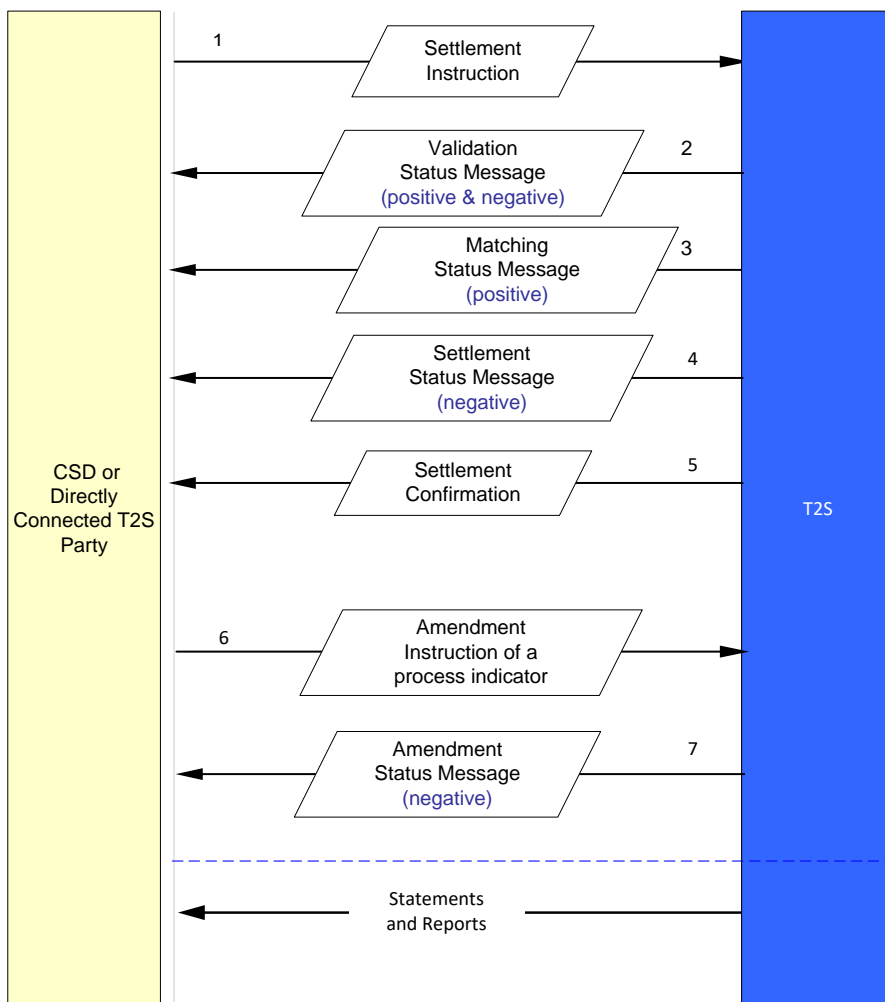 1
Settlement
Instruction
Validation
Status Message
(positive & negative)
2
Matching
Status Message
(positive)
3
Settlement
Status Message
(negative)
4
CSD or
Directly
Connected T2S
Party
Settlement
Confirmation
5
T2S
6
Amendment
Instruction of a
process indicator
Amendment
Status Message
(negative)
7
Statements
and Reports